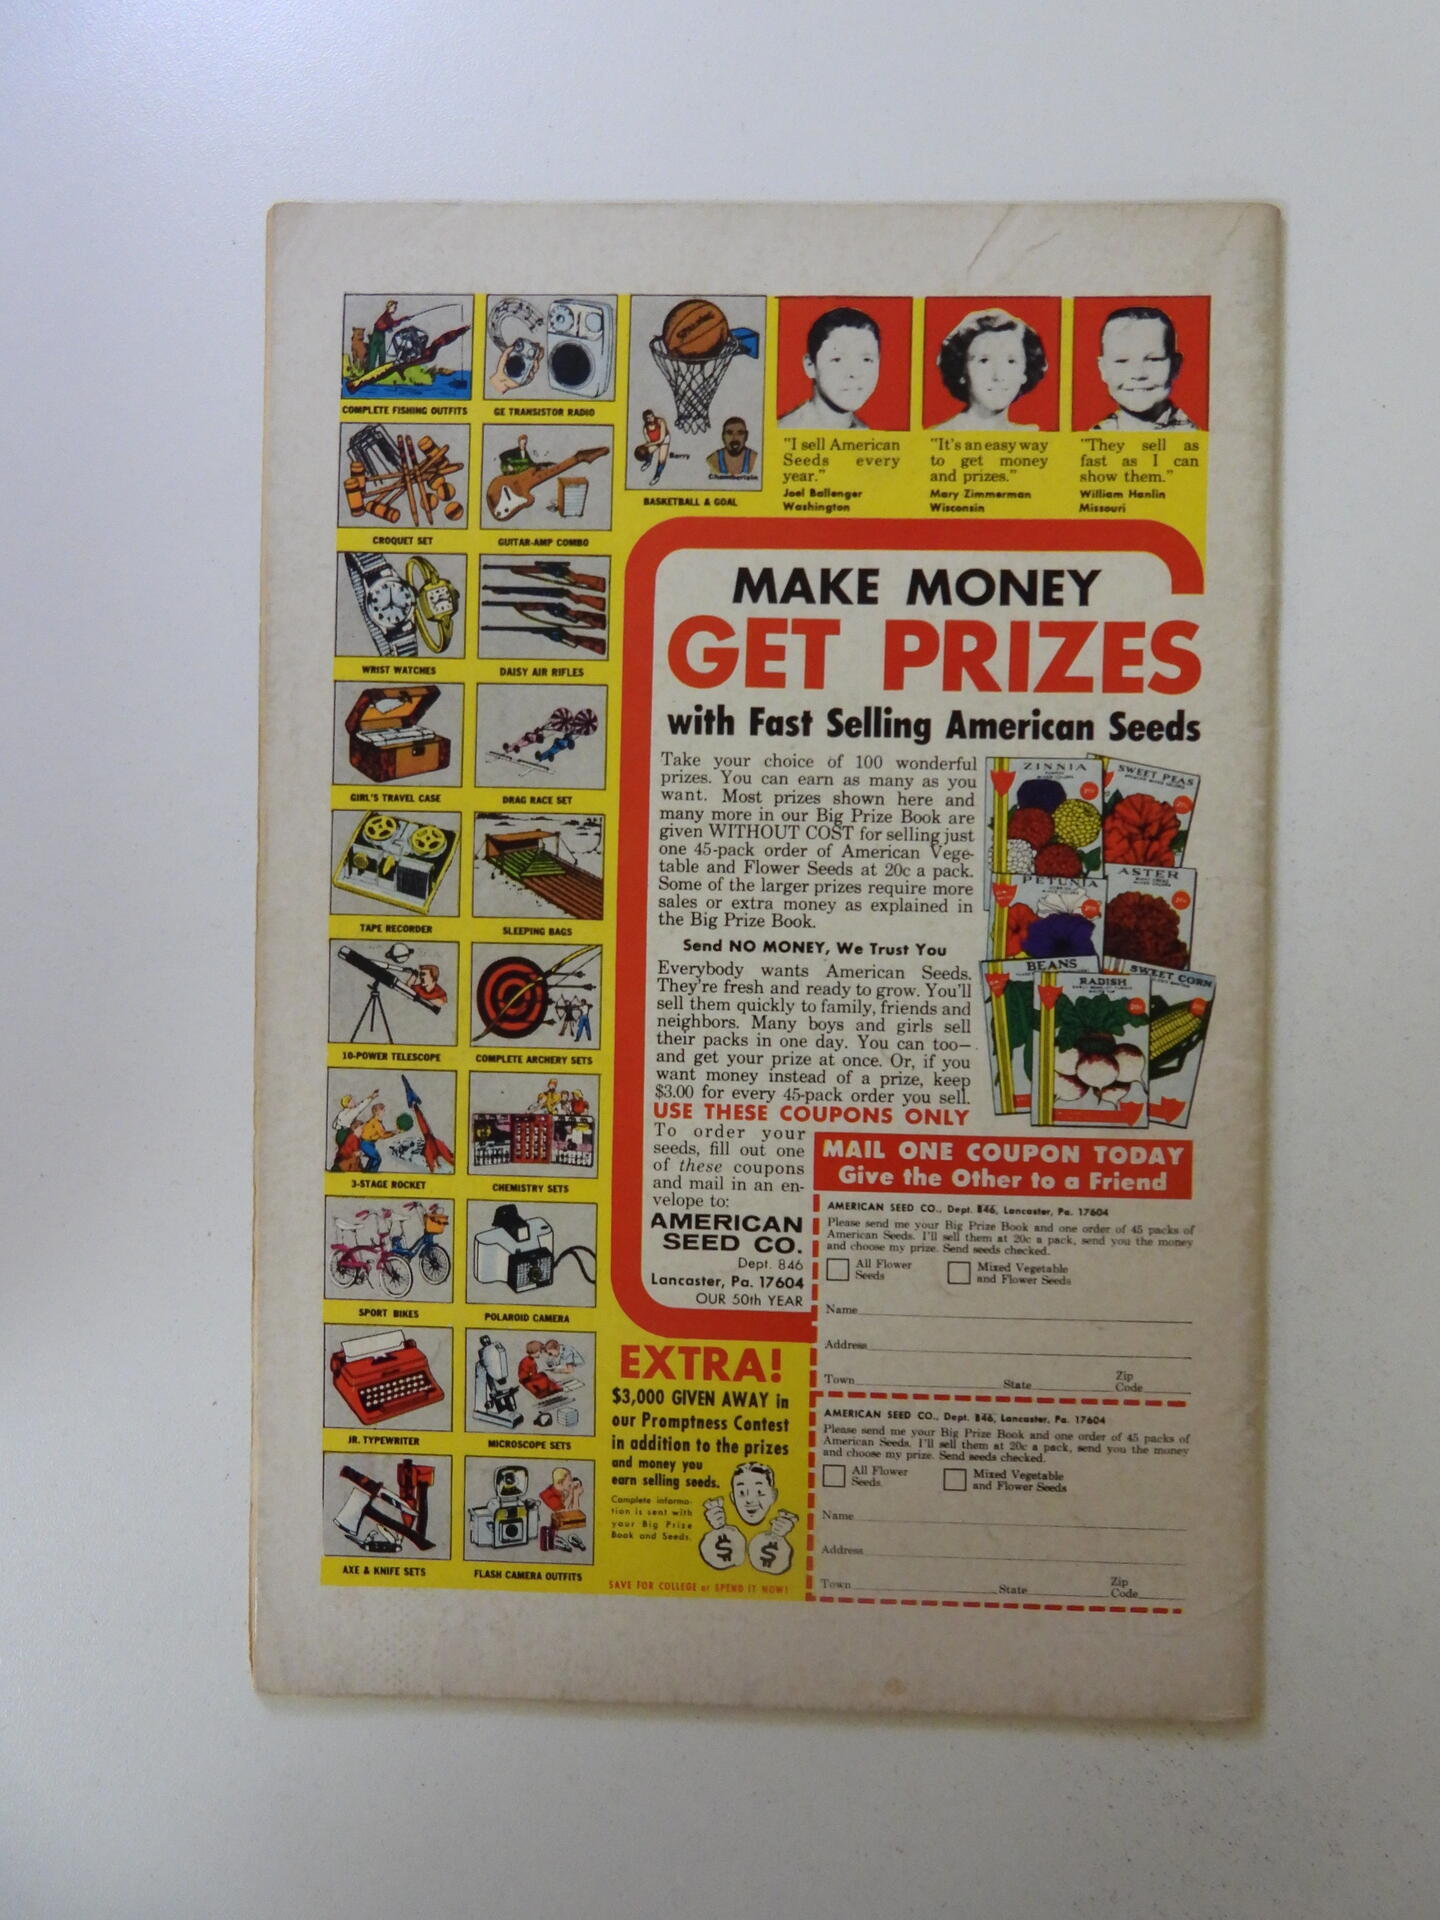 COMPLETE FISHING OUTFITS
GE TRANSISTOR RADIO
SPALDING
Barry
Chamberlain
BASKETBALL & GOAL
"I sell American
Seeds every
year."
Joel Ballenger
Washington
"It's an easy way
to get money
and prizes."
Mary Zimmerman
Wisconsin
"They sell as
fast as I can
show them."
William Hanlin
Missouri
CROQUET SET
GUITAR-AMP COMBO
WRIST WATCHES
DAISY AIR RIFLES
GIRL'S TRAVEL CASE
DRAG RACE SET
TAPE RECORDER
SLEEPING BAGS
10-POWER TELESCOPE
COMPLETE ARCHERY SETS
3-STAGE ROCKET
CHEMISTRY SETS
SPORT BIKES
POLAROID CAMERA
JR. TYPEWRITER
MICROSCOPE SETS
AXE & KNIFE SETS
FLASH CAMERA OUTFITS
MAKE MONEY
GET PRIZES
with Fast Selling American Seeds
Take your choice of 100 wonderful
prizes. You can earn as many as you
want. Most prizes shown here and
many more in our Big Prize Book are
given WITHOUT COST for selling just
one 45-pack order of American Vege-
table and Flower Seeds at 20c a pack.
Some of the larger prizes require more
sales or extra money as explained in
the Big Prize Book.
Send NO MONEY, We Trust You
Everybody wants American Seeds.
They're fresh and ready to grow. You'll
sell them quickly to family, friends and
neighbors. Many boys and girls sell
their packs in one day. You can too—
and get your prize at once. Or, if you
want money instead of a prize, keep
$3.00 for every 45-pack order you sell.
USE THESE COUPONS ONLY
To order your
seeds, fill out one
of these coupons
and mail in an en-
velope to:
AMERICAN
SEED CO.
Dept. 846
Lancaster, Pa. 17604
OUR 50th YEAR
ZINNIA
SWEET PEAS
PETUNIA
ASTER
BEANS
RADISH
SWEET CORN
MAIL ONE COUPON TODAY
Give the Other to a Friend
AMERICAN SEED CO., Dept. 846, Lancaster, Pa. 17604
Please send me your Big Prize Book and one order of 45 packs of
American Seeds. I'll sell them at 20c a pack, send you the money
and choose my prize. Send seeds checked.
All Flower
Seeds
Mixed Vegetable
and Flower Seeds
Name
Address
Town State Zip
Code
AMERICAN SEED CO., Dept. 846, Lancaster, Pa. 17604
Please send me your Big Prize Book and one order of 45 packs of
American Seeds. I'll sell them at 20c a pack, send you the money
and choose my prize. Send seeds checked.
All Flower
Seeds
Mixed Vegetable
and Flower Seeds
Name
Address
Town State Zip
Code
EXTRA!
$3,000 GIVEN AWAY in
our Promptness Contest
in addition to the prizes
and money you
earn selling seeds.
Complete informa-
tion is sent with
your Big Prize
Book and Seeds.
$ $
SAVE FOR COLLEGE or SPEND IT NOW!